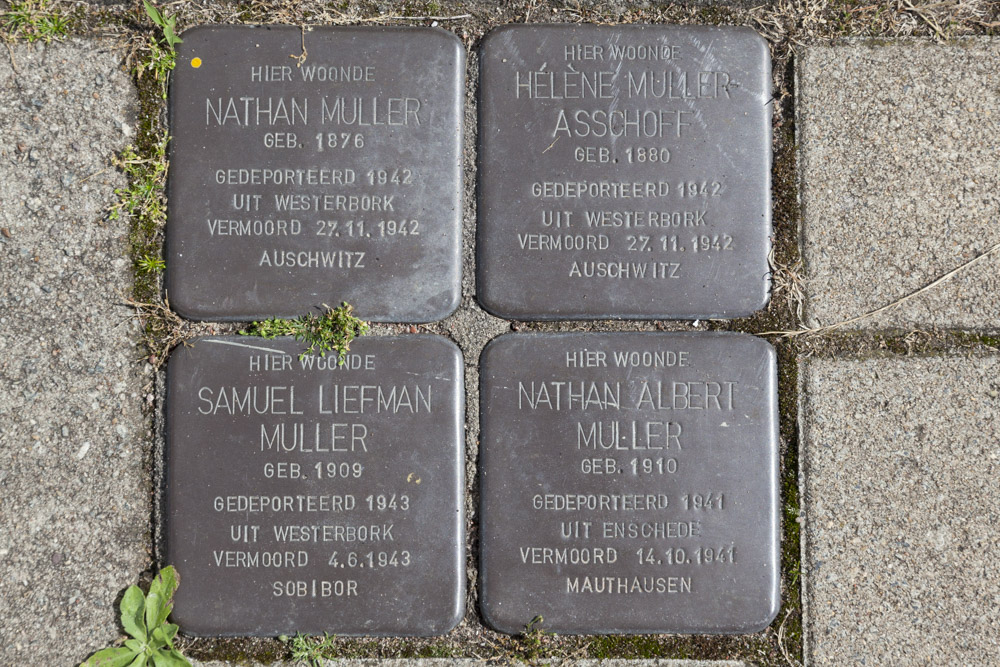 HIER WOONDE
NATHAN MULLER
GEB. 1876
GEDEPORTEERD 1942
UIT WESTERBORK
VERMOORD 27.11.1942
AUSCHWITZ
HIER WOONDE
HÉLÈNE MULLER-
ASSCHOFF
GEB. 1880
GEDEPORTEERD 1942
UIT WESTERBORK
VERMOORD 27.11.1942
AUSCHWITZ
HIER WOONDE
SAMUEL LIEFMAN
MULLER
GEB. 1909
GEDEPORTEERD 1943
UIT WESTERBORK
VERMOORD 4.6.1943
SOBIBOR
HIER WOONDE
NATHAN ALBERT
MULLER
GEB. 1910
GEDEPORTEERD 1941
UIT ENSCHEDE
VERMOORD 14.10.1941
MAUTHAUSEN